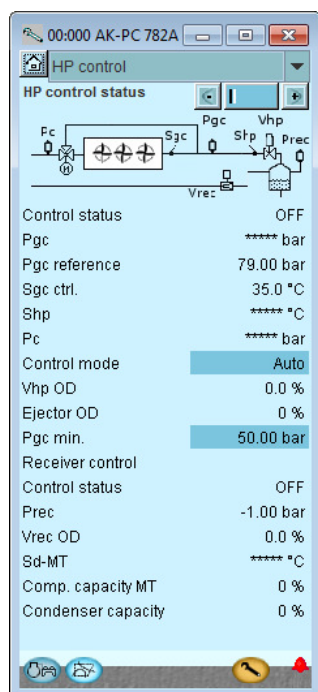 00:000 AK-PC 782A
HP control
HP control status
Pgc Vhp
Pc Sgc Shp Prec
M
Vrec
Control status OFF
Pgc ***** bar
Pgc reference 79.00 bar
Sgc ctrl. 35.0 °C
Shp ***** °C
Pc ***** bar
Control mode Auto
Vhp OD 0.0 %
Ejector OD 0 %
Pgc min. 50.00 bar
Receiver control
Control status OFF
Prec -1.00 bar
Vrec OD 0.0 %
Sd-MT ***** °C
Comp. capacity MT 0 %
Condenser capacity 0 %